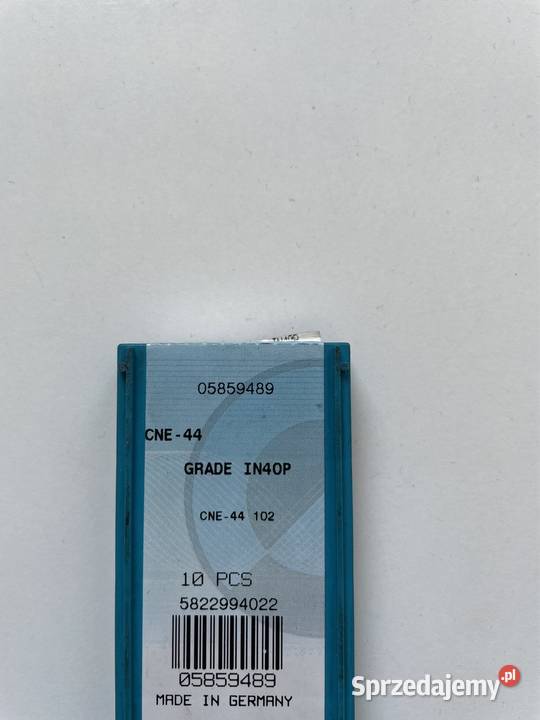 05859489
CNE-44
GRADE IN40P
CNE-44 102
10 PCS
5822994022
05859489
MADE IN GERMANY
Sprzedajemy.pl